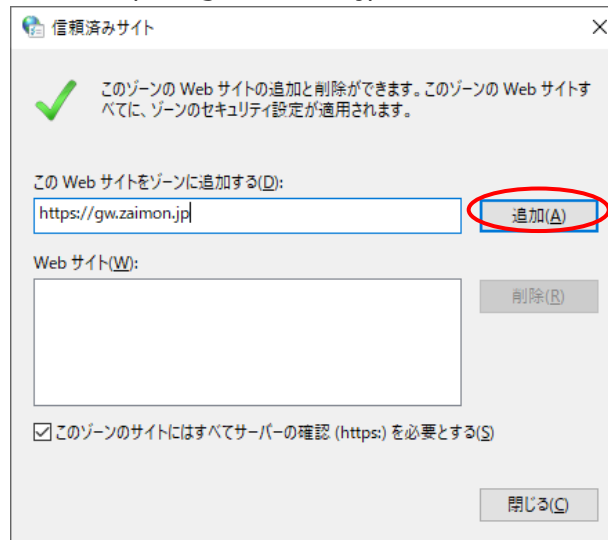 信頼済みサイト
このゾーンの Web サイトの追加と削除ができます。このゾーンの Web サイトす
べてに、ゾーンのセキュリティ設定が適用されます。
この Web サイトをゾーンに追加する(D):
https://gw.zaimon.jp
追加(A)
Web サイト(W):
削除(R)
このゾーンのサイトにはすべてサーバーの確認 (https:) を必要とする(S)
閉じる(C)